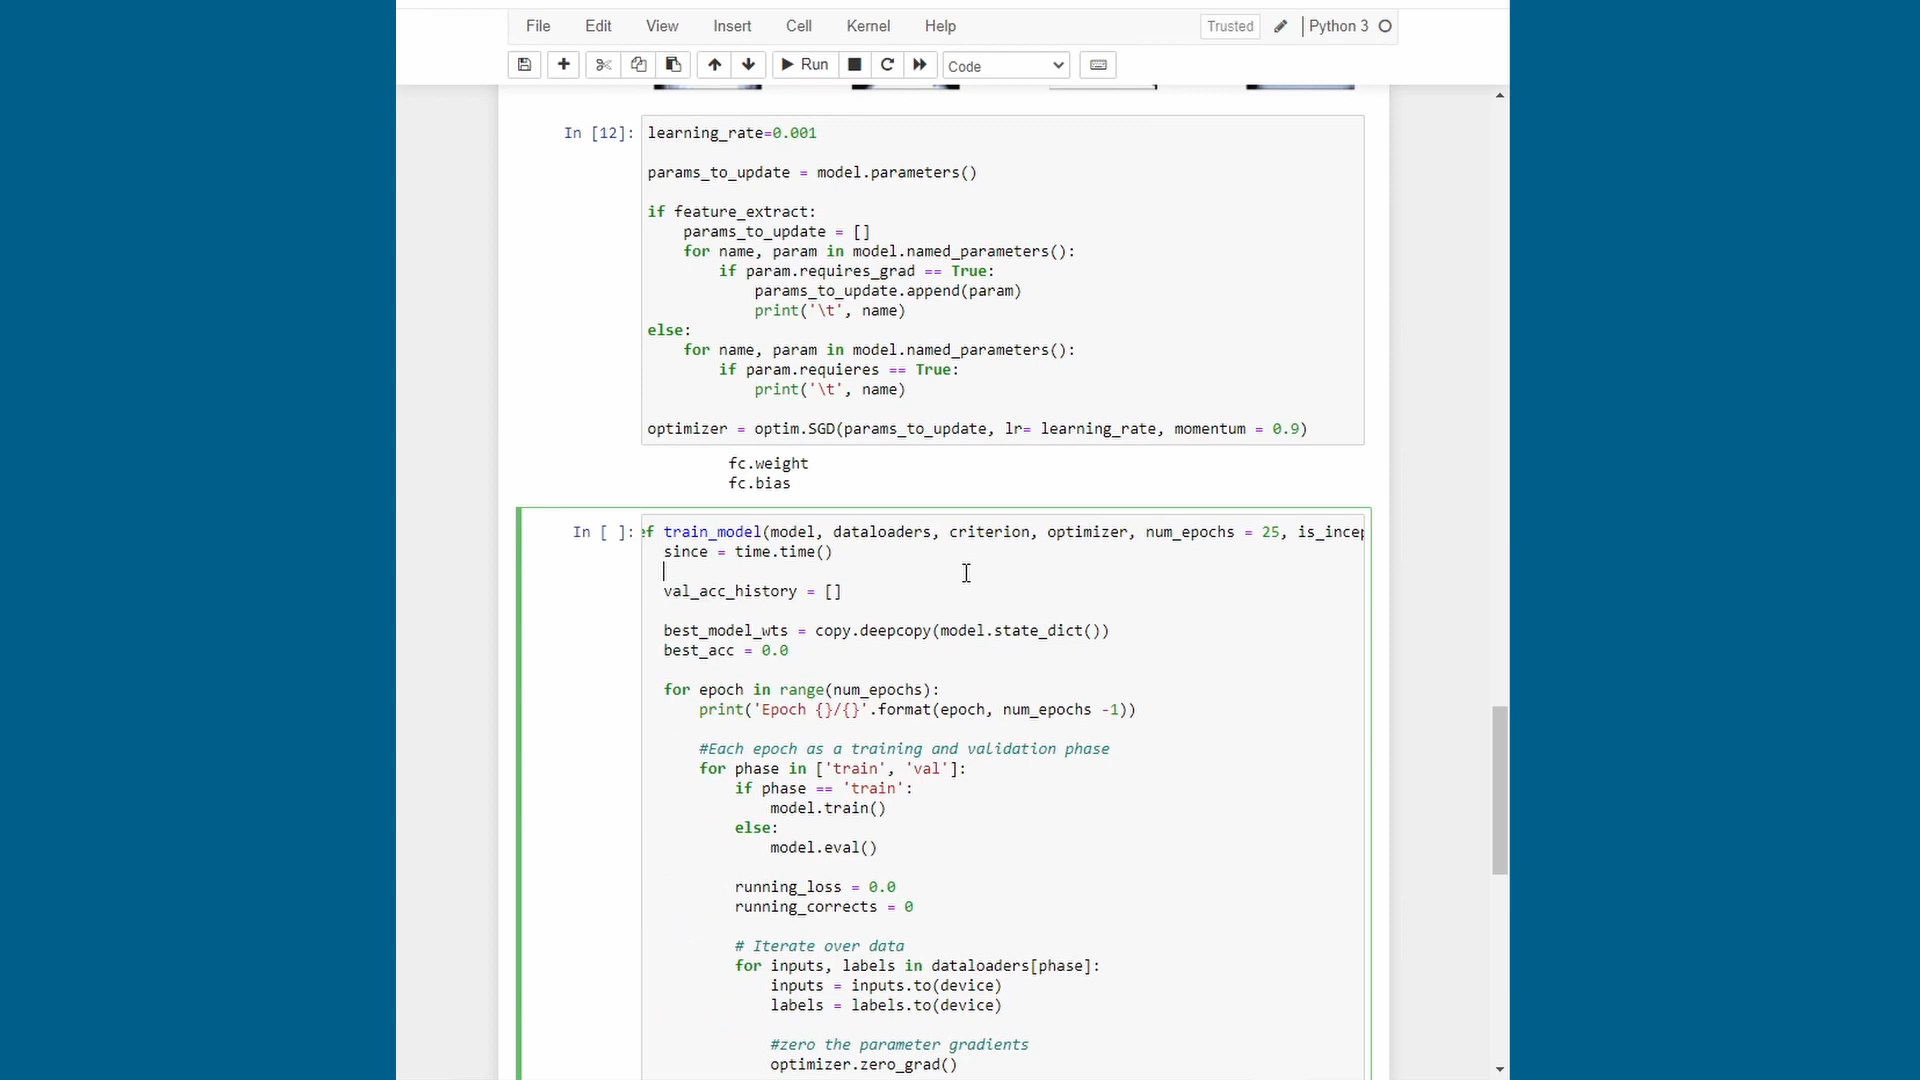 File Edit View Insert Cell Kernel Help Trusted Python 3
Run Code
In [12]: learning_rate=0.001
params_to_update = model.parameters()
if feature_extract:
    params_to_update = []
    for name, param in model.named_parameters():
        if param.requires_grad == True:
            params_to_update.append(param)
            print('\t', name)
else:
    for name, param in model.named_parameters():
        if param.requieres == True:
            print('\t', name)
optimizer = optim.SGD(params_to_update, lr= learning_rate, momentum = 0.9)
fc.weight
fc.bias
In [ ]: ef train_model(model, dataloaders, criterion, optimizer, num_epochs = 25, is_incep
    since = time.time()
    val_acc_history = []
    best_model_wts = copy.deepcopy(model.state_dict())
    best_acc = 0.0
    for epoch in range(num_epochs):
        print('Epoch {}/{}'.format(epoch, num_epochs -1))
        #Each epoch as a training and validation phase
        for phase in ['train', 'val']:
            if phase == 'train':
                model.train()
            else:
                model.eval()
            running_loss = 0.0
            running_corrects = 0
            # Iterate over data
            for inputs, labels in dataloaders[phase]:
                inputs = inputs.to(device)
                labels = labels.to(device)
                #zero the parameter gradients
                optimizer.zero_grad()